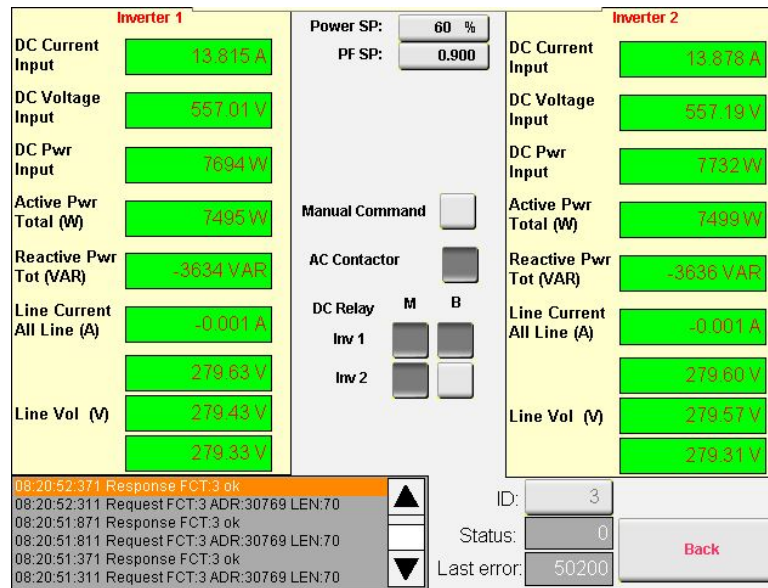 Inverter 1
DC Current
Input
13.815 A
DC Voltage
Input
557.01 V
DC Pwr
Input
7694 W
Active Pwr
Total (W)
7495 W
Reactive Pwr
Tot (VAR)
-3634 VAR
Line Current
All Line (A)
-0.001 A
279.63 V
Line Vol (V)
279.43 V
279.33 V
Power SP:
60 %
PF SP:
0.900
Manual Command
AC Contactor
DC Relay
M
B
Inv 1
Inv 2
Inverter 2
DC Current
Input
13.878 A
DC Voltage
Input
557.19 V
DC Pwr
Input
7732 W
Active Pwr
Total (W)
7499 W
Reactive Pwr
Tot (VAR)
-3636 VAR
Line Current
All Line (A)
-0.001 A
279.60 V
Line Vol (V)
279.57 V
279.31 V
08:20:52:371 Response FCT:3 ok
08:20:52:311 Request FCT:3 ADR:30769 LEN:70
08:20:51:871 Response FCT:3 ok
08:20:51:811 Request FCT:3 ADR:30769 LEN:70
08:20:51:371 Response FCT:3 ok
08:20:51:311 Request FCT:3 ADR:30769 LEN:70
ID:
3
Status:
0
Last error:
50200
Back